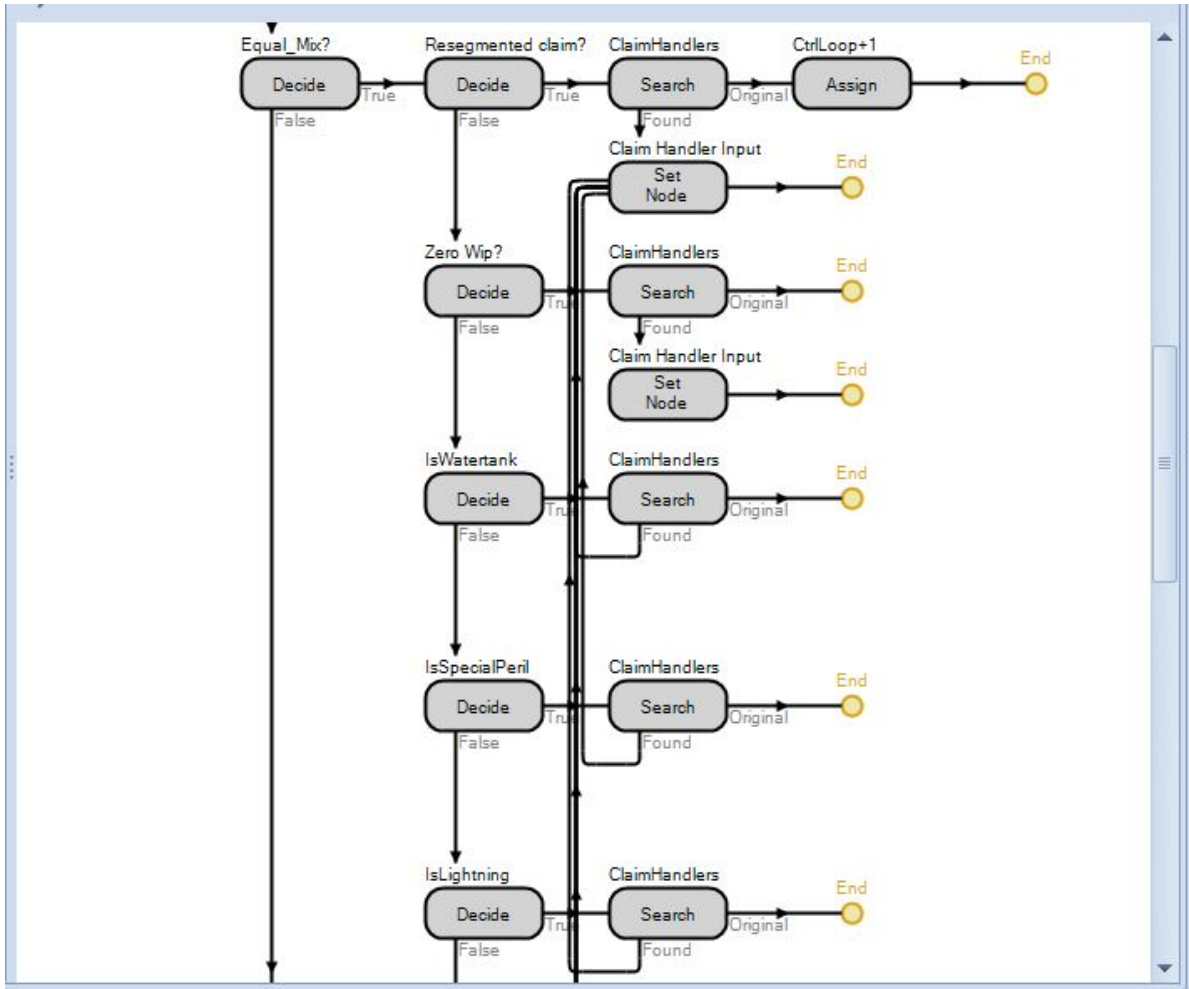 Equal_Mix? Resegmented claim? ClaimHandlers CtrlLoop+1
End
Decide True Decide True Search Original Assign
False False Found
Claim Handler Input
End
Set
Node
Zero Wip? ClaimHandlers
End
Decide True Search Original
False Found
Claim Handler Input
End
Set
Node
IsWatertank ClaimHandlers
End
Decide True Search Original
False Found
IsSpecialPeril ClaimHandlers
End
Decide True Search Original
False Found
IsLightning ClaimHandlers
End
Decide True Search Original
False Found